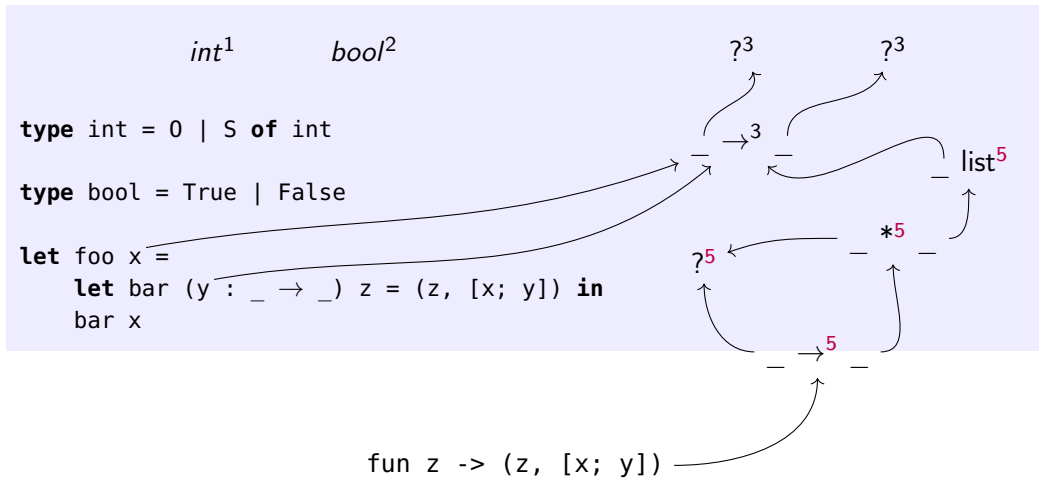 int¹ bool² ?³ ?³
type int = O | S of int
_ →³ _
_ list⁵
type bool = True | False
_ *⁵ _
let foo x =
?⁵
let bar (y : _ → _) z = (z, [x; y]) in
bar x
_ →⁵ _
fun z -> (z, [x; y])